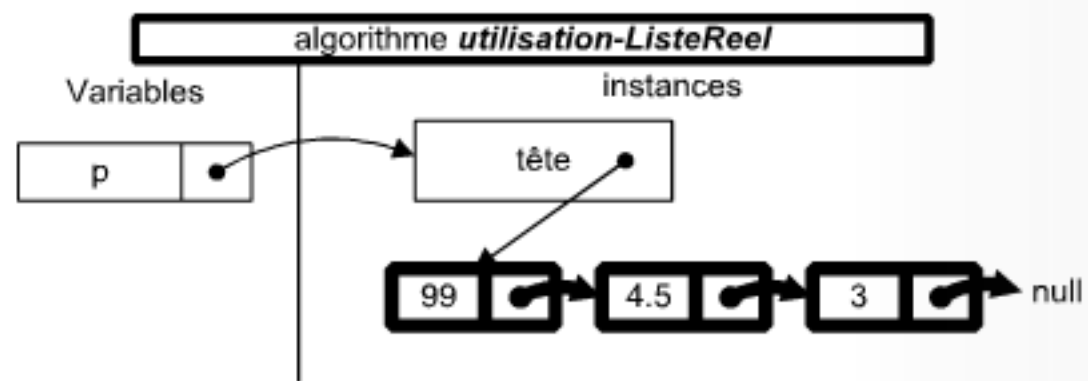 algorithme utilisation-ListeReel
Variables
instances
p
tête
99
4.5
3
null